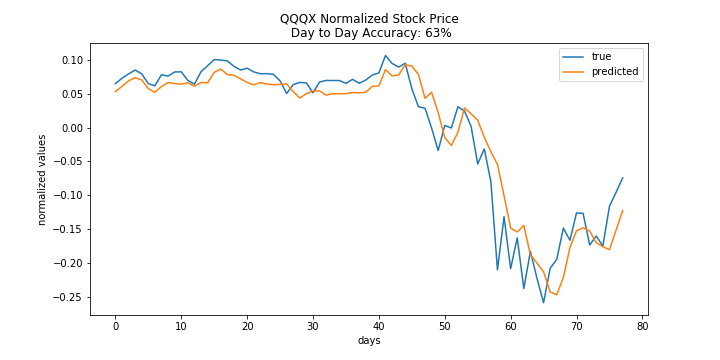 QQQX Normalized Stock Price
Day to Day Accuracy: 63%
true
predicted
normalized values
0.10
0.05
0.00
−0.05
−0.10
−0.15
−0.20
−0.25
0
10
20
30
40
50
60
70
80
days